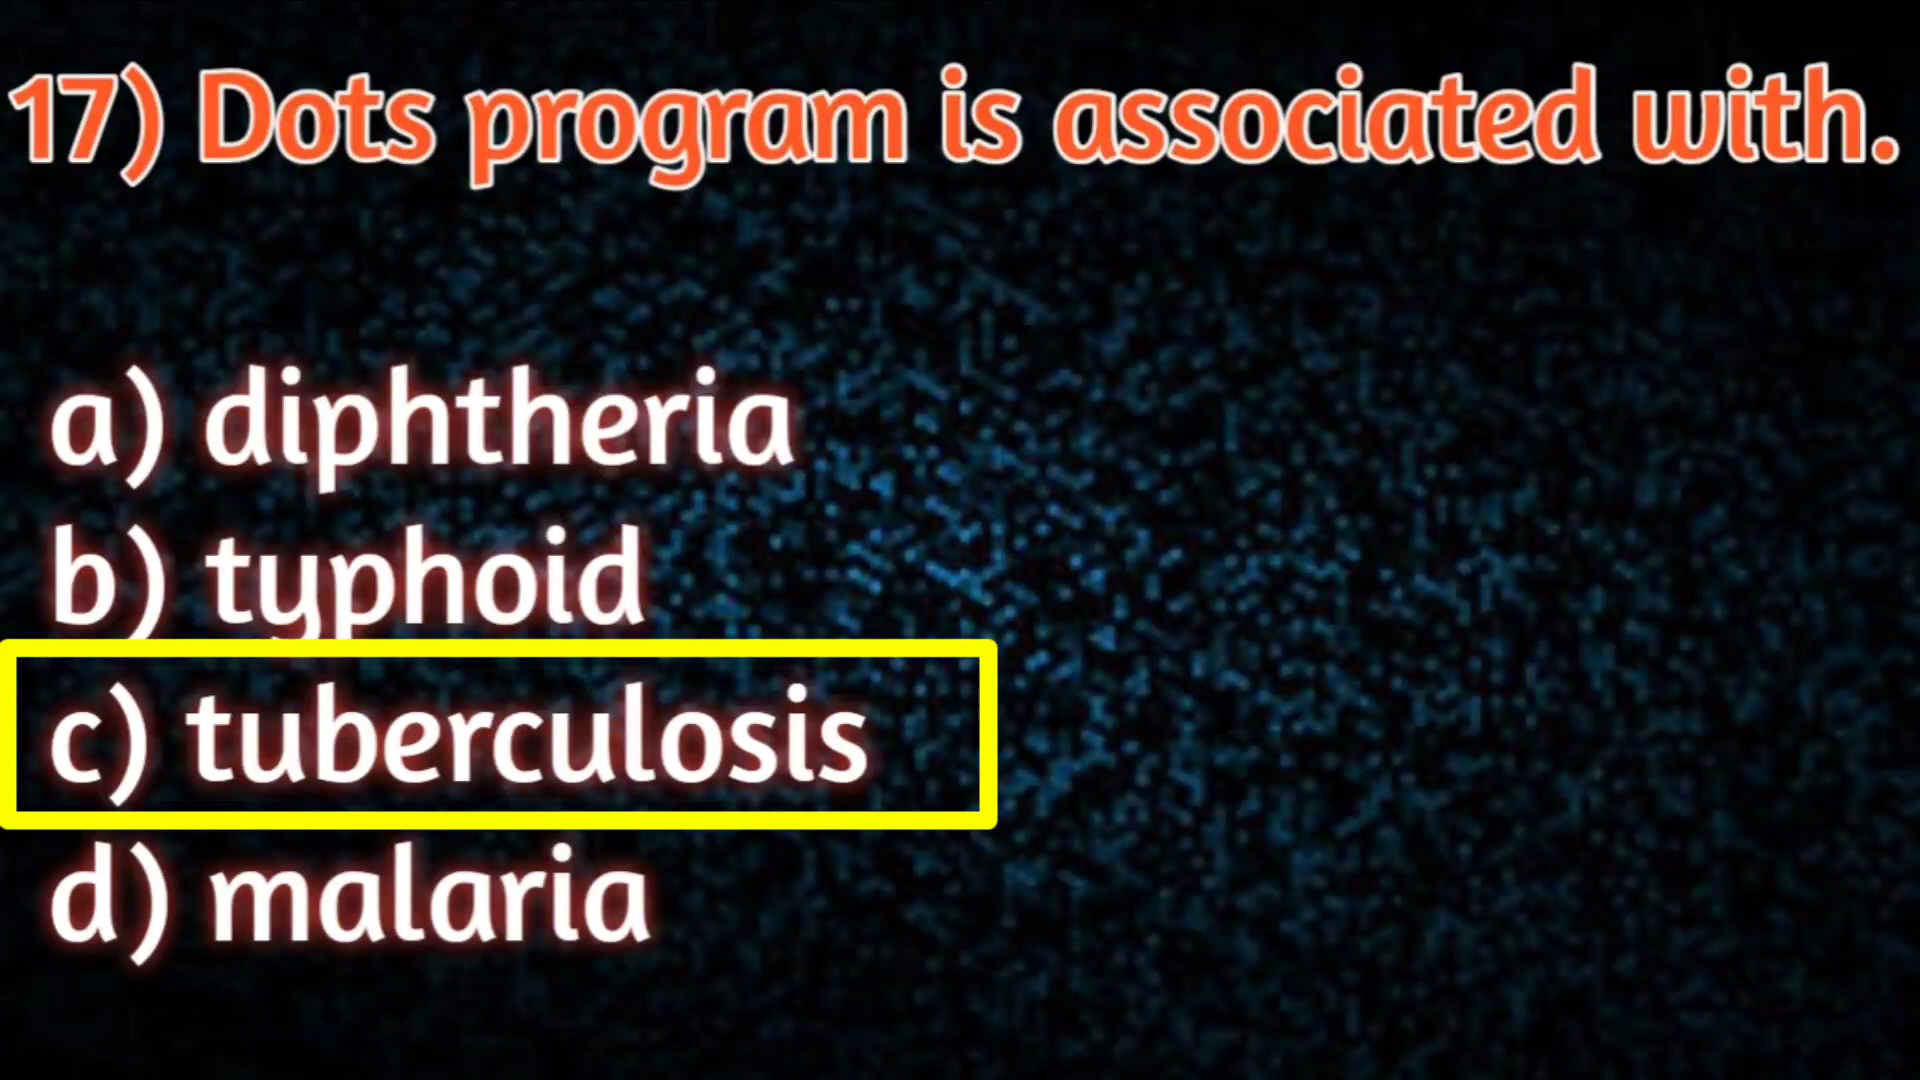 17) Dots program is associated with.
a) diphtheria
b) typhoid
c) tuberculosis
d) malaria